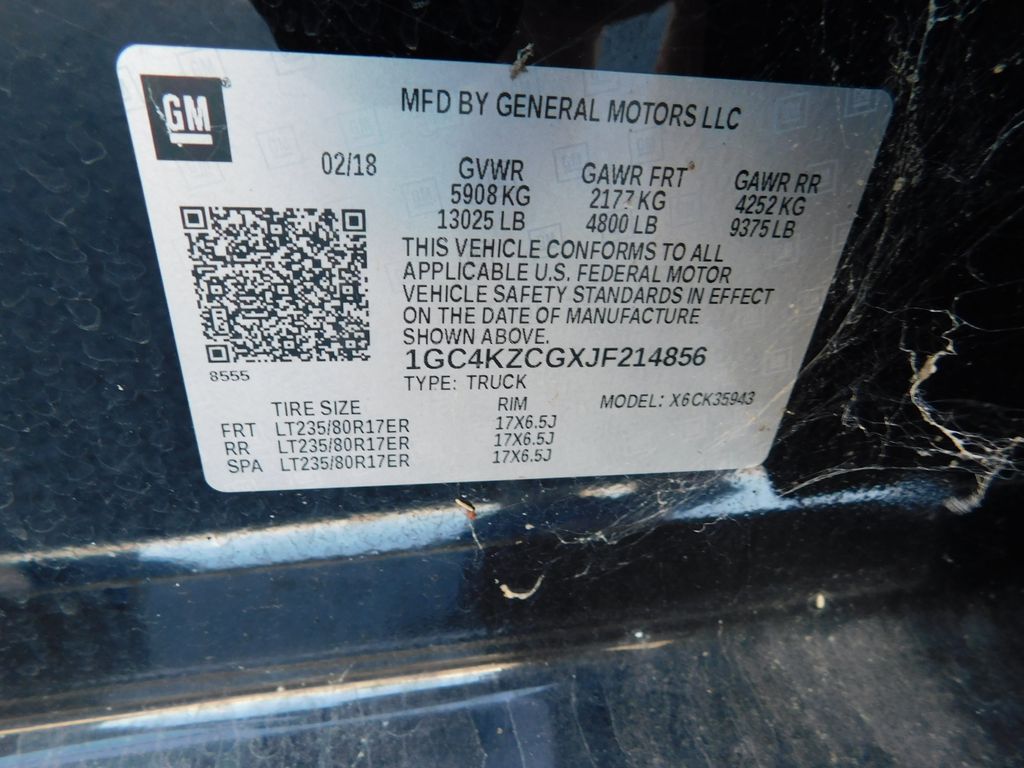 GM
MFD BY GENERAL MOTORS LLC
02/18
GVWR GAWR FRT GAWR RR
5908 KG 2177 KG 4252 KG
13025 LB 4800 LB 9375 LB
THIS VEHICLE CONFORMS TO ALL
APPLICABLE U.S. FEDERAL MOTOR
VEHICLE SAFETY STANDARDS IN EFFECT
ON THE DATE OF MANUFACTURE
SHOWN ABOVE.
1GC4KZCGXJF214856
8555
TYPE: TRUCK
TIRE SIZE RIM MODEL: X6CK35943
FRT LT235/80R17ER 17X6.5J
RR LT235/80R17ER 17X6.5J
SPA LT235/80R17ER 17X6.5J